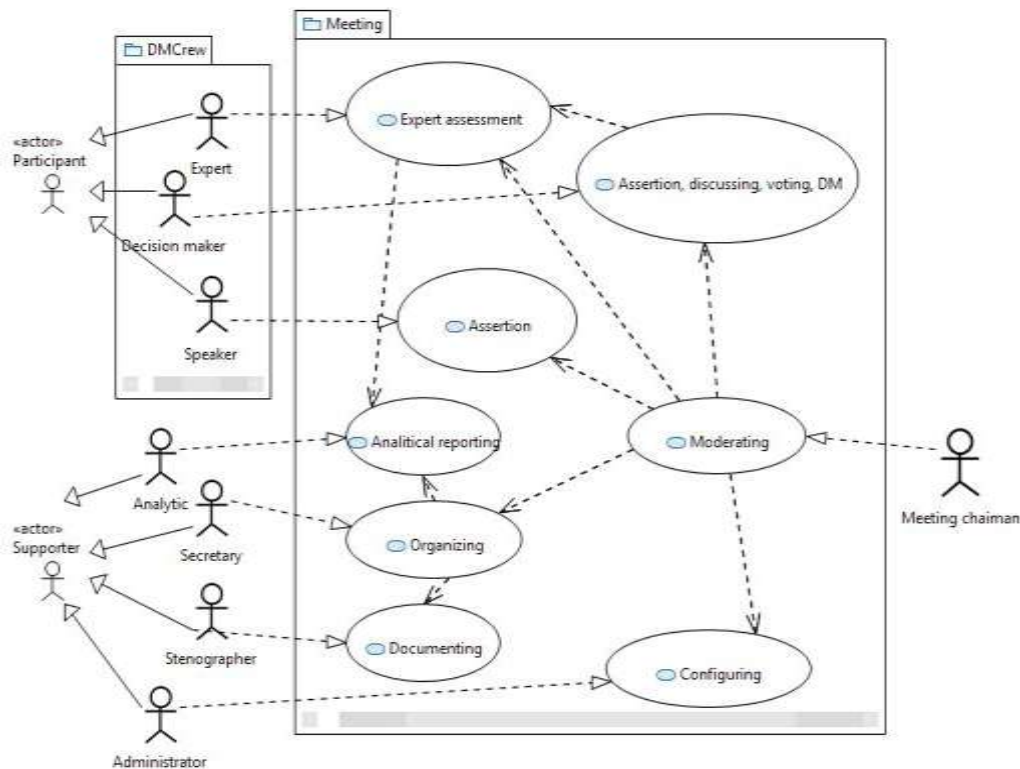 Meeting
DMCrew
Expert assessment
«actor»
Participant
Expert
Assertion, discussing, voting, DM
Decision maker
Assertion
Speaker
Analitical reporting
Moderating
Analytic
Meeting chaiman
«actor»
Supporter
Secretary
Organizing
Stenographer
Documenting
Configuring
Administrator